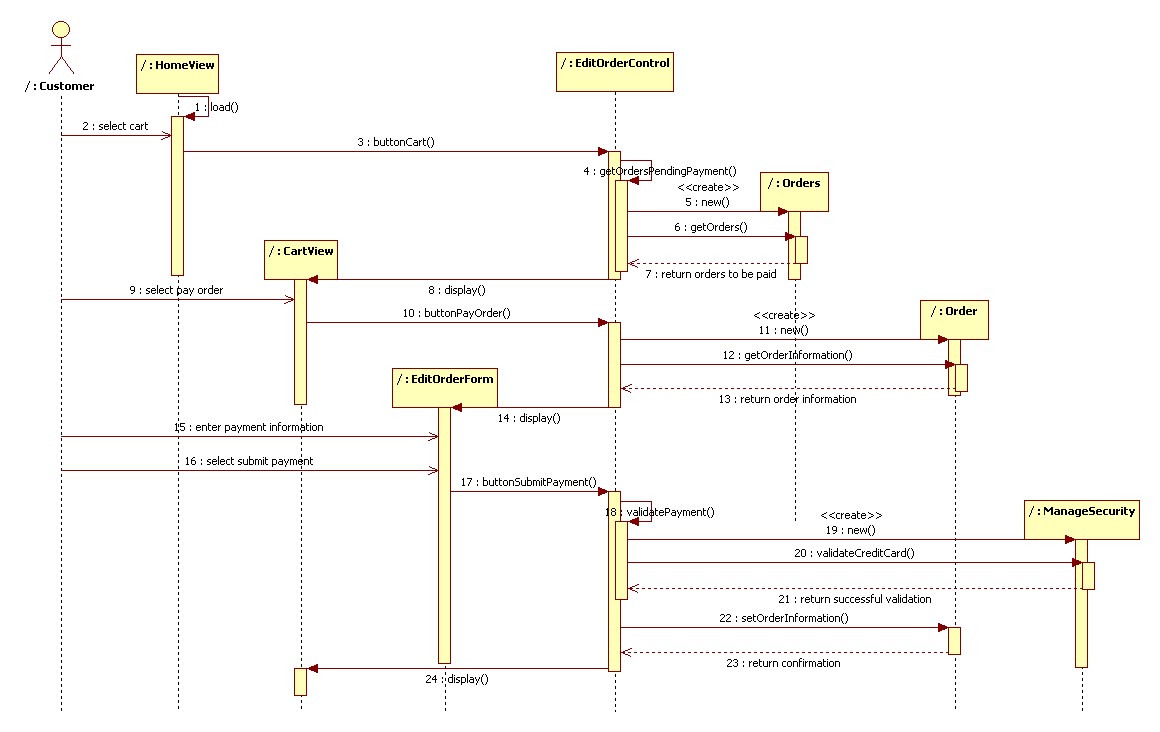 / : HomeView
/ : EditOrderControl
/ : Customer
1 : load()
2 : select cart
3 : buttonCart()
4 : getOrdersPendingPayment()
/ : Orders
<<create>>
5 : new()
6 : getOrders()
/ : CartView
7 : return orders to be paid
9 : select pay order
8 : display()
10 : buttonPayOrder()
/ : Order
<<create>>
11 : new()
12 : getOrderInformation()
/ : EditOrderForm
13 : return order information
14 : display()
15 : enter payment information
16 : select submit payment
17 : buttonSubmitPayment()
18 : validatePayment()
/ : ManageSecurity
<<create>>
19 : new()
20 : validateCreditCard()
21 : return successful validation
22 : setOrderInformation()
23 : return confirmation
24 : display()